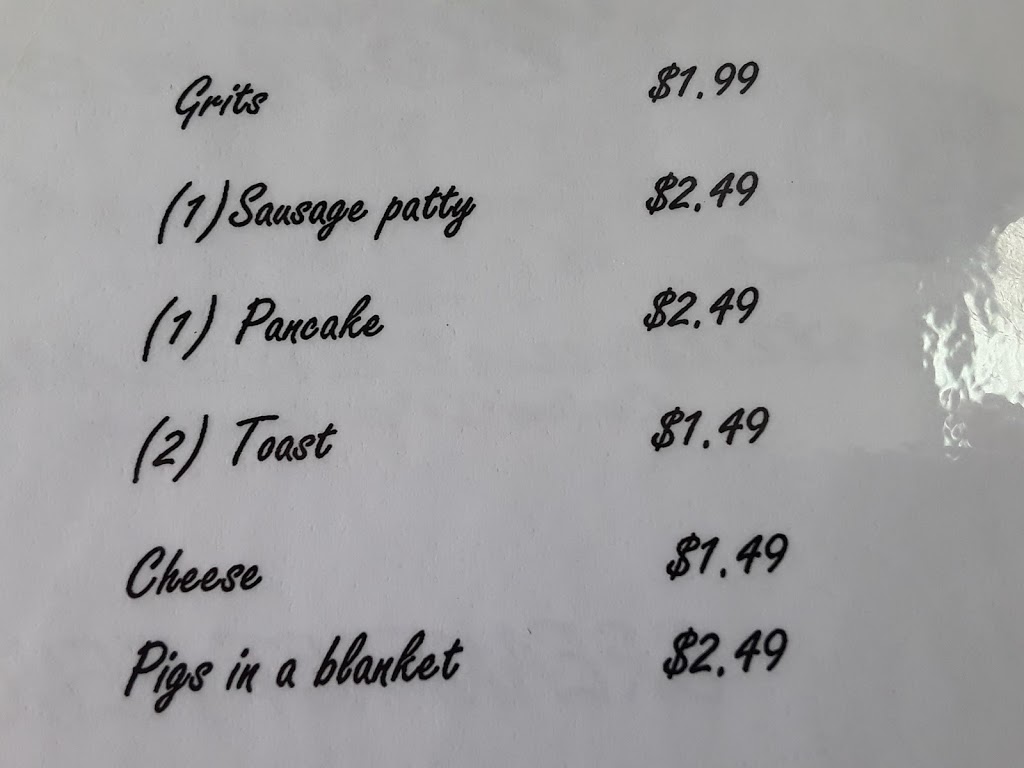 Grits $1.99
(1) Sausage patty $2.49
(1) Pancake $2.49
(2) Toast $1.49
Cheese $1.49
Pigs in a blanket $2.49